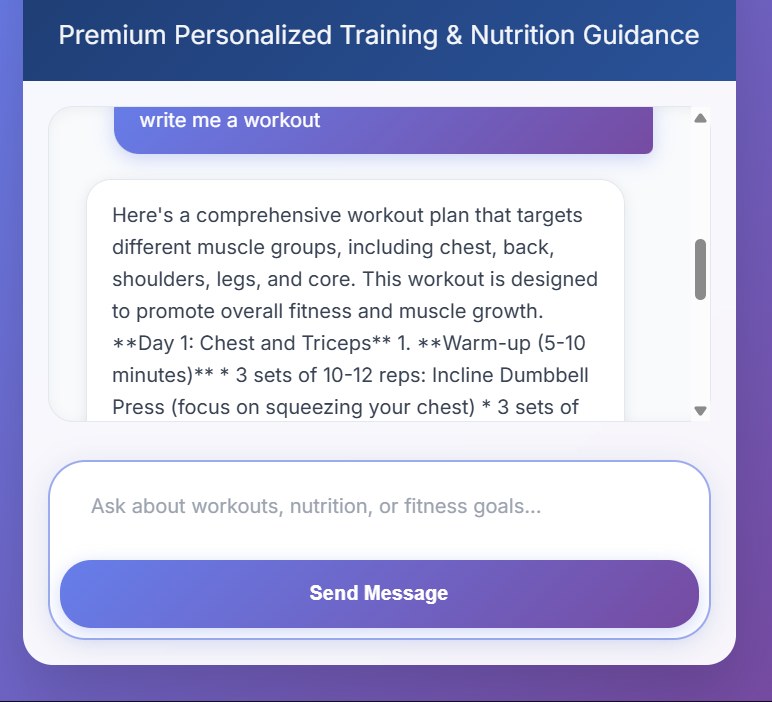 Premium Personalized Training & Nutrition Guidance
write me a workout
Here's a comprehensive workout plan that targets
different muscle groups, including chest, back,
shoulders, legs, and core. This workout is designed
to promote overall fitness and muscle growth.
**Day 1: Chest and Triceps** 1. **Warm-up (5-10
minutes)** * 3 sets of 10-12 reps: Incline Dumbbell
Press (focus on squeezing your chest) * 3 sets of
Ask about workouts, nutrition, or fitness goals...
Send Message